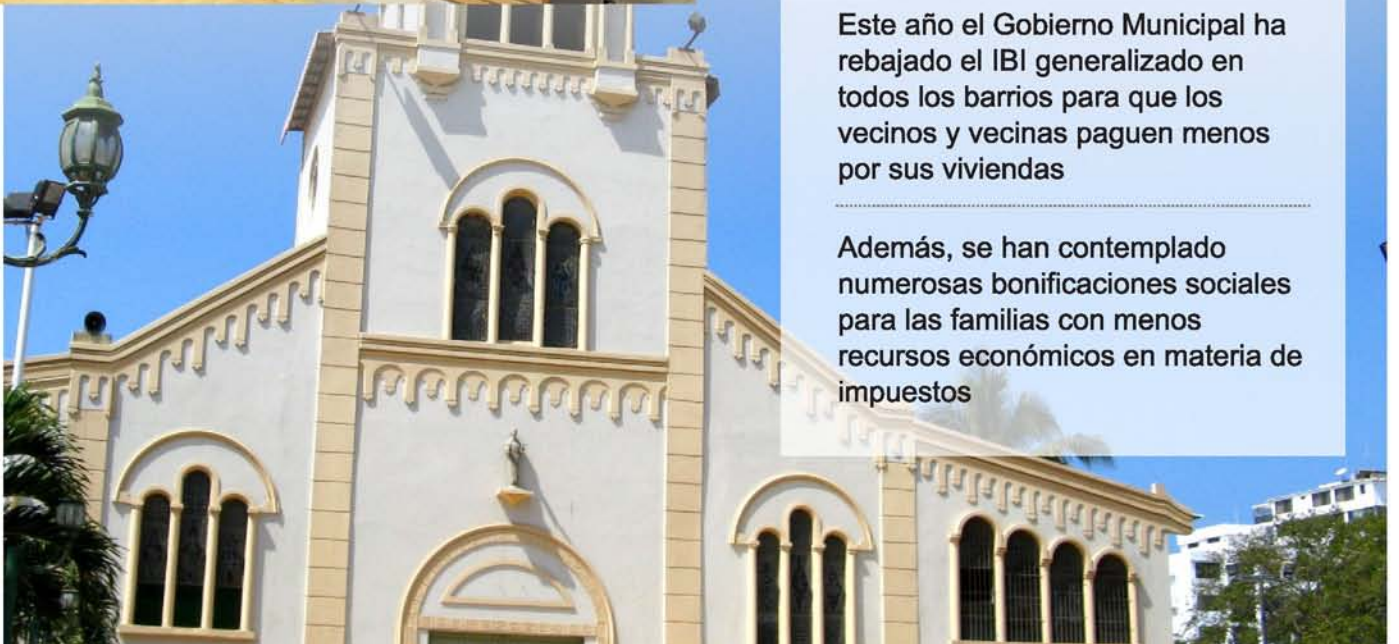 Este año el Gobierno Municipal ha
rebajado el IBI generalizado en
todos los barrios para que los
vecinos y vecinas paguen menos
por sus viviendas
Además, se han contemplado
numerosas bonificaciones sociales
para las familias con menos
recursos económicos en materia de
impuestos